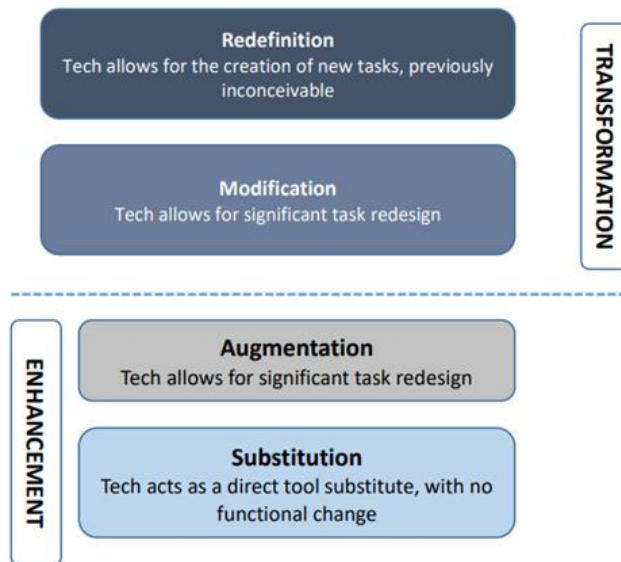 Redefinition
Tech allows for the creation of new tasks, previously
inconceivable
TRANSFORMATION
Modification
Tech allows for significant task redesign
ENHANCEMENT
Augmentation
Tech allows for significant task redesign
Substitution
Tech acts as a direct tool substitute, with no
functional change